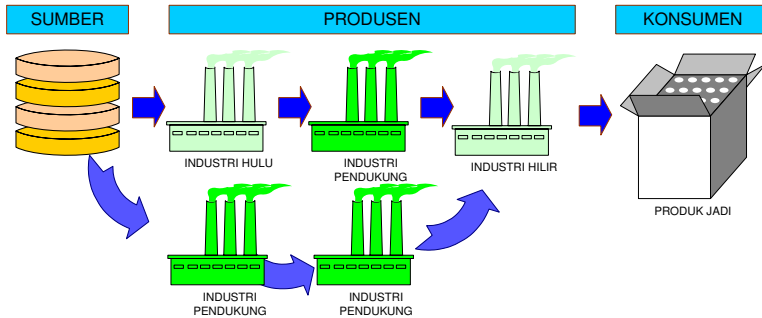 SUMBER
PRODUSEN
KONSUMEN
INDUSTRI HULU
INDUSTRI
PENDUKUNG
INDUSTRI HILIR
PRODUK JADI
INDUSTRI
PENDUKUNG
INDUSTRI
PENDUKUNG